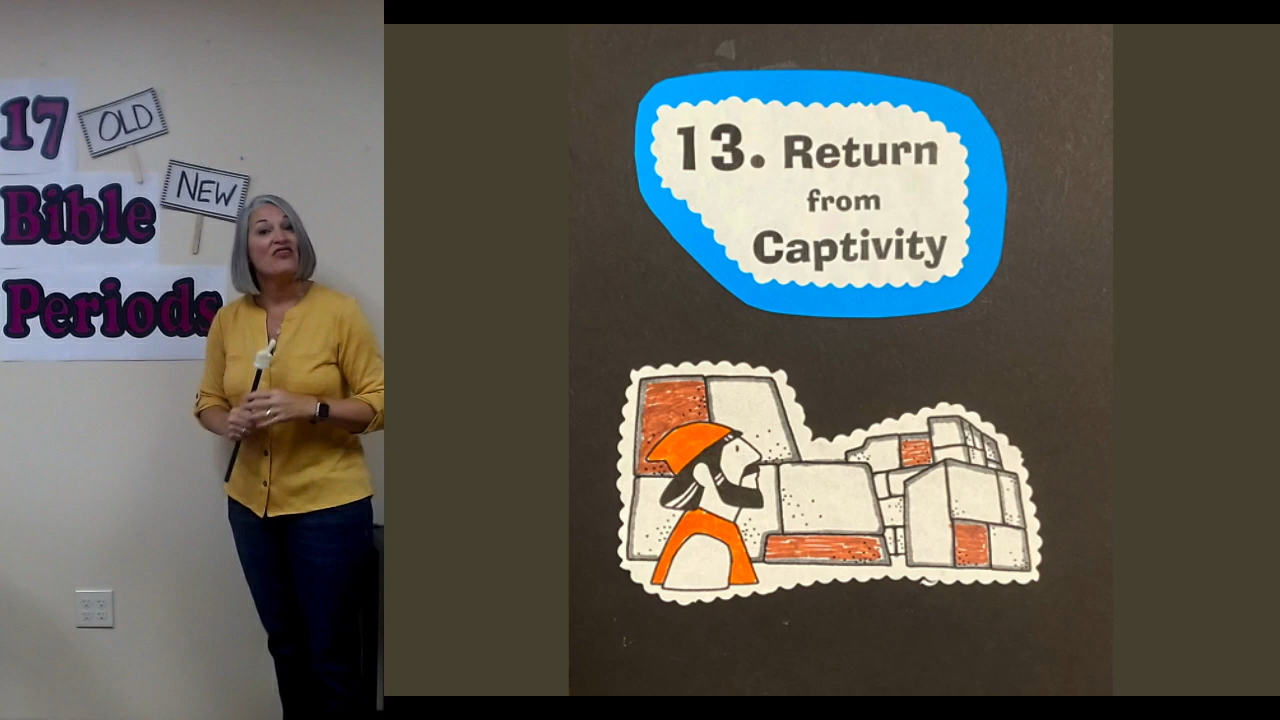 17
OLD
NEW
Bible
Periods
13. Return
from
Captivity